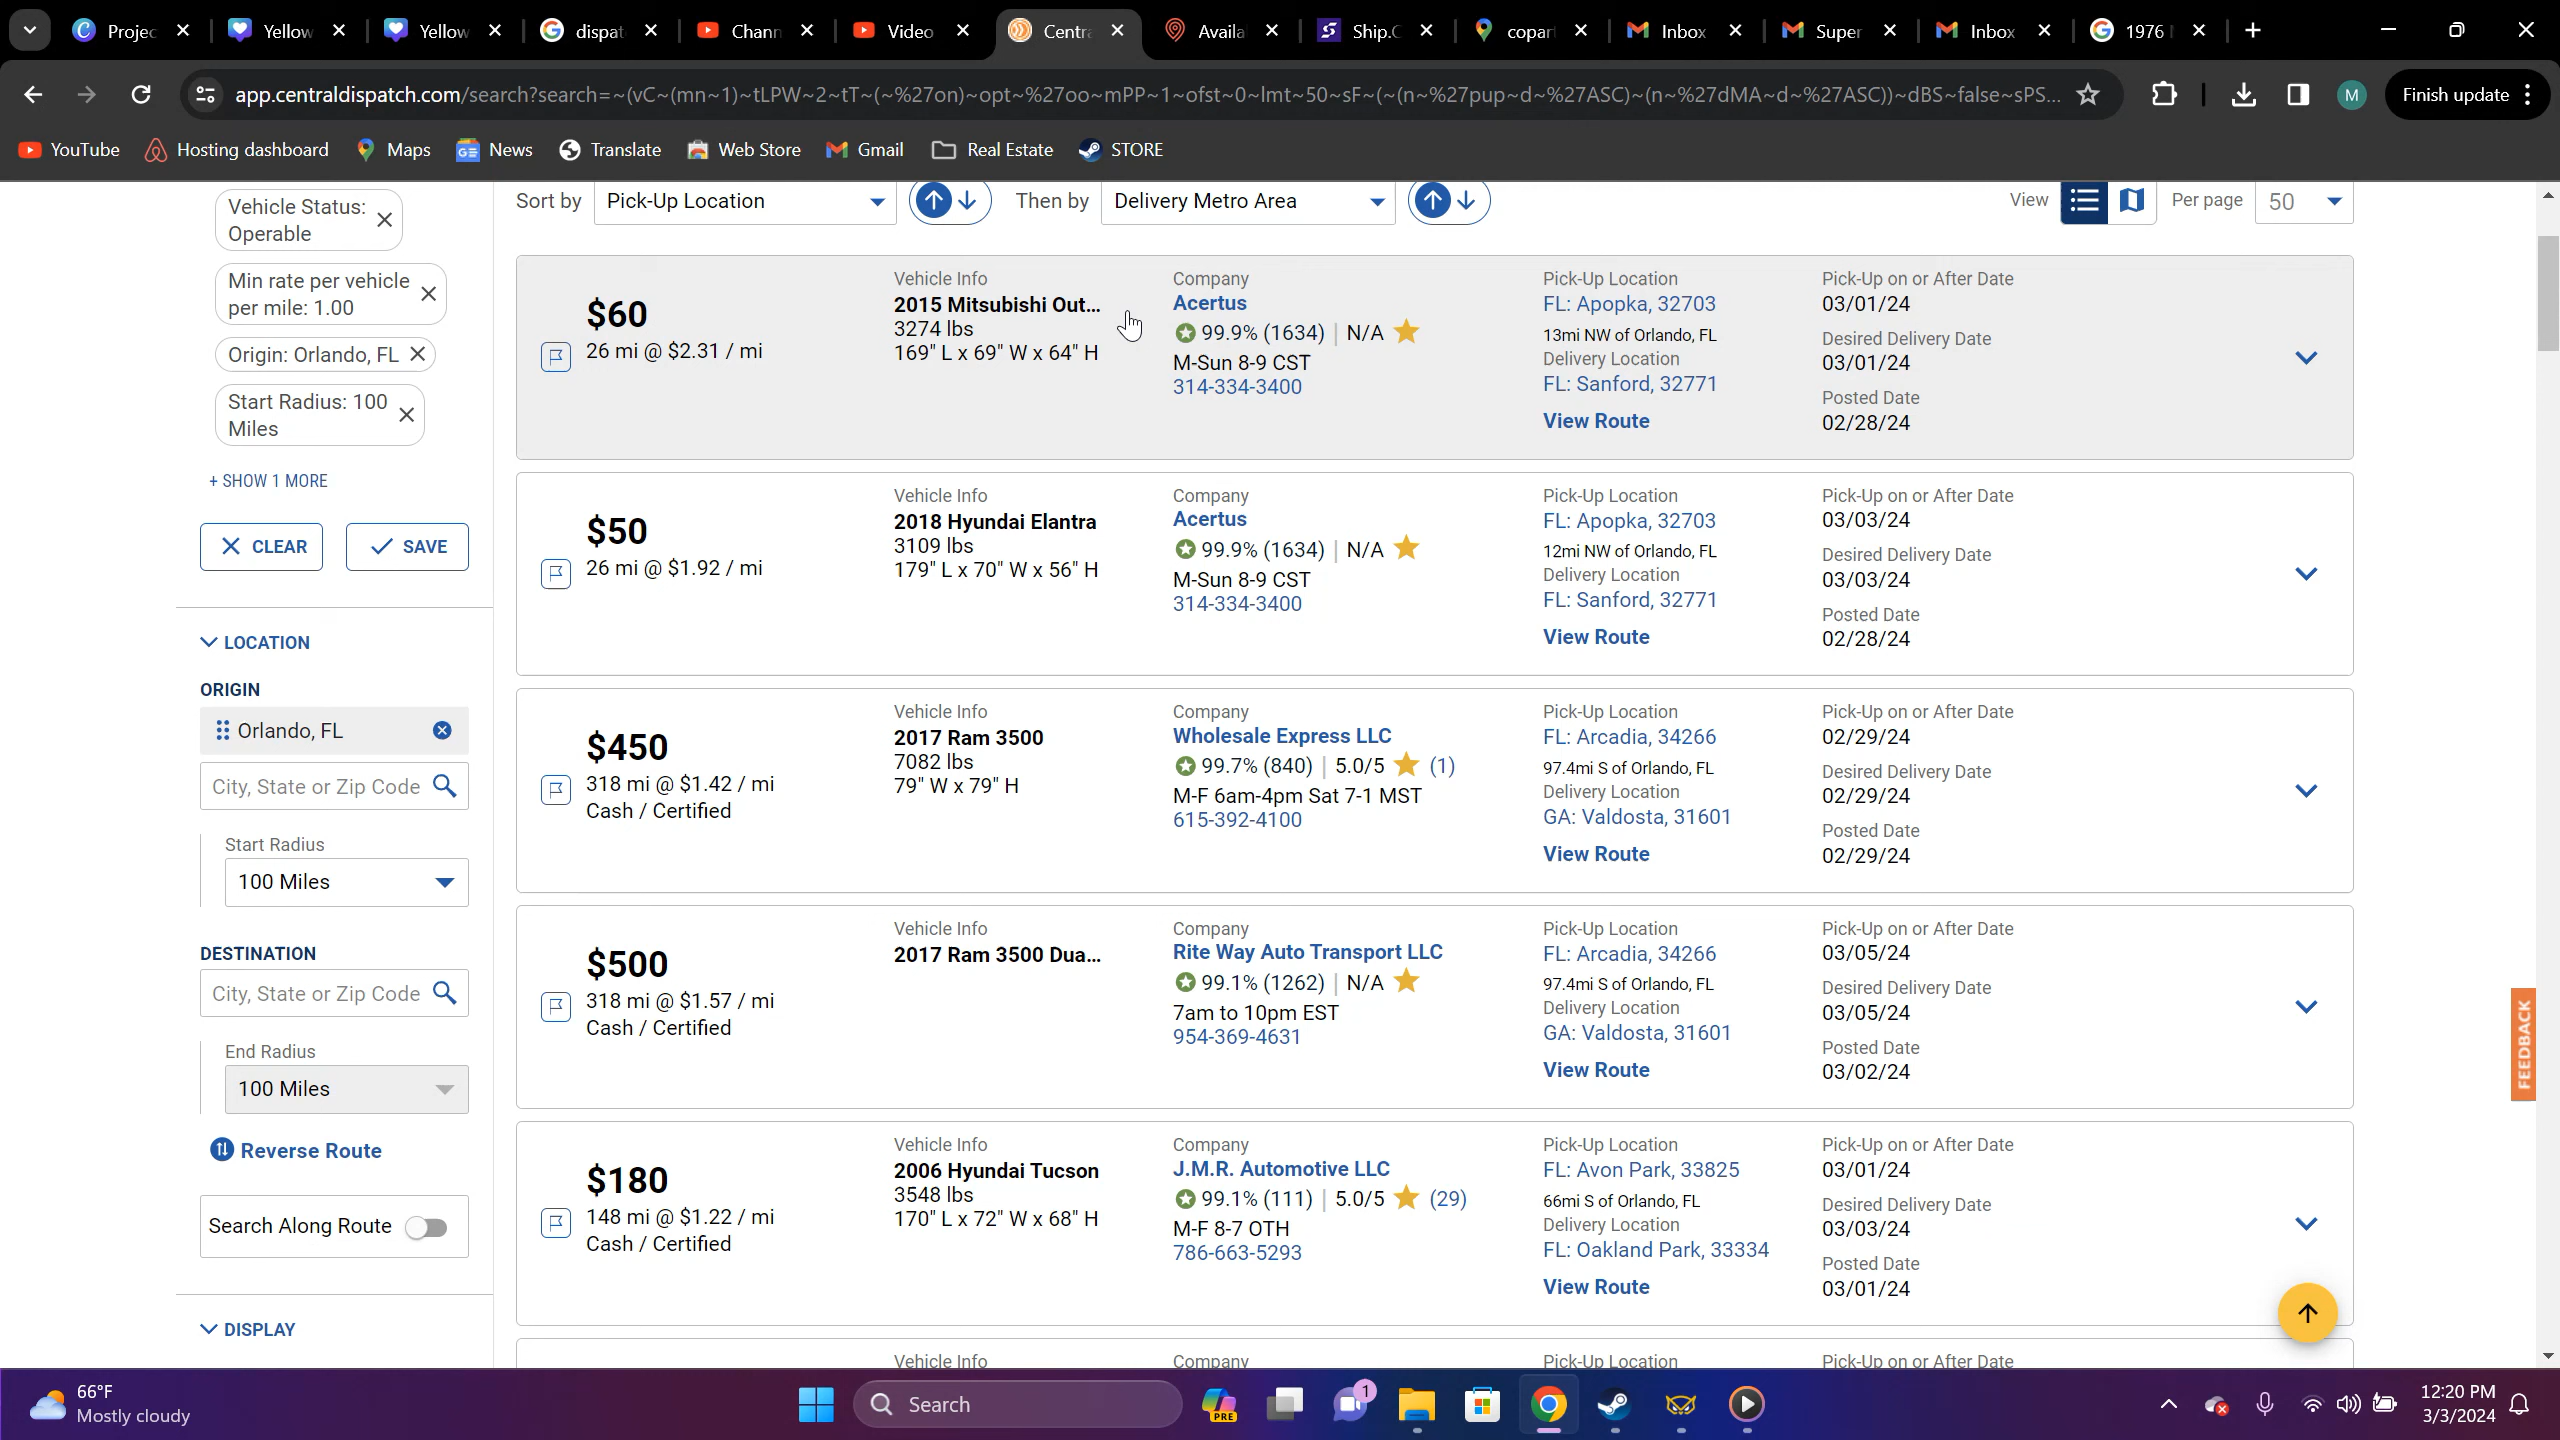 Projec
Yellow
Yellow
dispat
Chann
Video
Centra
Availa
Ship.C
copar
Inbox
Super
Inbox
1976
app.centraldispatch.com/search?search=~(vC~(mn~1)~tLPW~2~tT~(~%27on)~opt~%27oo~mPP~1~ofst~0~lmt~50~sF~(~(n~%27pup~d~%27ASC)~(n~%27dMA~d~%27ASC))~dBS~false~sPS...
M
Finish update
YouTube
Hosting dashboard
Maps
News
Translate
Web Store
Gmail
Real Estate
STORE
Vehicle Status:
Operable
Min rate per vehicle
per mile: 1.00
Origin: Orlando, FL
Start Radius: 100
Miles
+ SHOW 1 MORE
CLEAR
SAVE
LOCATION
ORIGIN
Orlando, FL
City, State or Zip Code
Start Radius
100 Miles
DESTINATION
City, State or Zip Code
End Radius
100 Miles
Reverse Route
Search Along Route
DISPLAY
Sort by
Pick-Up Location
Then by
Delivery Metro Area
View
Per page
50
$60
26 mi @ $2.31 / mi
Vehicle Info
2015 Mitsubishi Out...
3274 lbs
169" L x 69" W x 64" H
Company
Acertus
99.9% (1634) | N/A
M-Sun 8-9 CST
314-334-3400
Pick-Up Location
FL: Apopka, 32703
13mi NW of Orlando, FL
Delivery Location
FL: Sanford, 32771
View Route
Pick-Up on or After Date
03/01/24
Desired Delivery Date
03/01/24
Posted Date
02/28/24
$50
26 mi @ $1.92 / mi
Vehicle Info
2018 Hyundai Elantra
3109 lbs
179" L x 70" W x 56" H
Company
Acertus
99.9% (1634) | N/A
M-Sun 8-9 CST
314-334-3400
Pick-Up Location
FL: Apopka, 32703
12mi NW of Orlando, FL
Delivery Location
FL: Sanford, 32771
View Route
Pick-Up on or After Date
03/03/24
Desired Delivery Date
03/03/24
Posted Date
02/28/24
$450
318 mi @ $1.42 / mi
Cash / Certified
Vehicle Info
2017 Ram 3500
7082 lbs
79" W x 79" H
Company
Wholesale Express LLC
99.7% (840) | 5.0/5 (1)
M-F 6am-4pm Sat 7-1 MST
615-392-4100
Pick-Up Location
FL: Arcadia, 34266
97.4mi S of Orlando, FL
Delivery Location
GA: Valdosta, 31601
View Route
Pick-Up on or After Date
02/29/24
Desired Delivery Date
02/29/24
Posted Date
02/29/24
$500
318 mi @ $1.57 / mi
Cash / Certified
Vehicle Info
2017 Ram 3500 Dua...
Company
Rite Way Auto Transport LLC
99.1% (1262) | N/A
7am to 10pm EST
954-369-4631
Pick-Up Location
FL: Arcadia, 34266
97.4mi S of Orlando, FL
Delivery Location
GA: Valdosta, 31601
View Route
Pick-Up on or After Date
03/05/24
Desired Delivery Date
03/05/24
Posted Date
03/02/24
$180
148 mi @ $1.22 / mi
Cash / Certified
Vehicle Info
2006 Hyundai Tucson
3548 lbs
170" L x 72" W x 68" H
Company
J.M.R. Automotive LLC
99.1% (111) | 5.0/5 (29)
M-F 8-7 OTH
786-663-5293
Pick-Up Location
FL: Avon Park, 33825
66mi S of Orlando, FL
Delivery Location
FL: Oakland Park, 33334
View Route
Pick-Up on or After Date
03/01/24
Desired Delivery Date
03/03/24
Posted Date
03/01/24
Vehicle Info
Company
Pick-Up Location
Pick-Up on or After Date
FEEDBACK
66°F
Mostly cloudy
Search
PRE
1
12:20 PM
3/3/2024